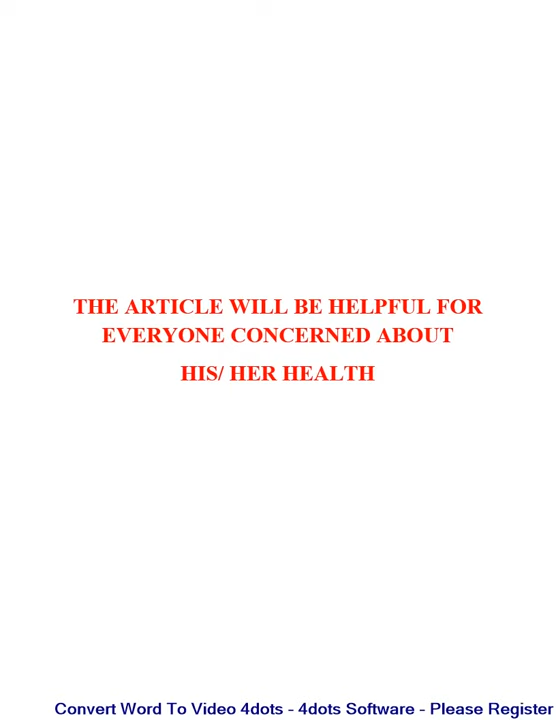 THE ARTICLE WILL BE HELPFUL FOR
EVERYONE CONCERNED ABOUT
HIS/ HER HEALTH
Convert Word To Video 4dots - 4dots Software - Please Register